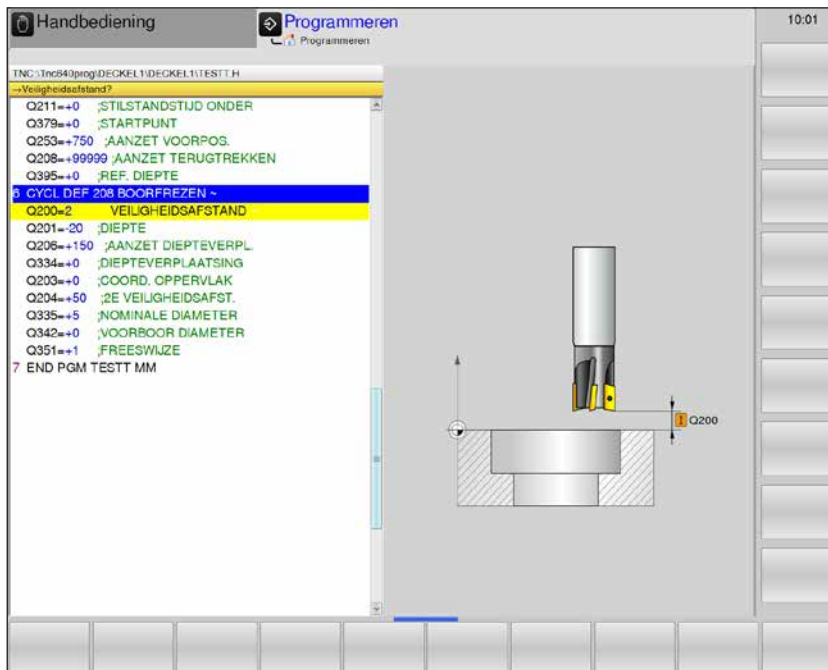 Handbediening
Programmeren
Programmeren
10:01
TNC:\Tnc640prog\DECKEL1\DECKEL1\TESTT.H
→Veiligheidsafstand?
Q211=+0 ;STILSTANDSTIJD ONDER
Q379=+0 ;STARTPUNT
Q253=+750 ;AANZET VOORPOS.
Q208=+99999 ;AANZET TERUGTREKKEN
Q395=+0 ;REF. DIEPTE
6 CYCL DEF 208 BOORFREZEN ~
Q200=2 VEILIGHEIDSAFSTAND
Q201=-20 ;DIEPTE
Q206=+150 ;AANZET DIEPTEVERPL.
Q334=+0 ;DIEPTEVERPLAATSING
Q203=+0 ;COORD. OPPERVLAK
Q204=+50 ;2E VEILIGHEIDSAFST.
Q335=+5 ;NOMINALE DIAMETER
Q342=+0 ;VOORBOOR DIAMETER
Q351=+1 ;FREESWIJZE
7 END PGM TESTT MM
I Q200